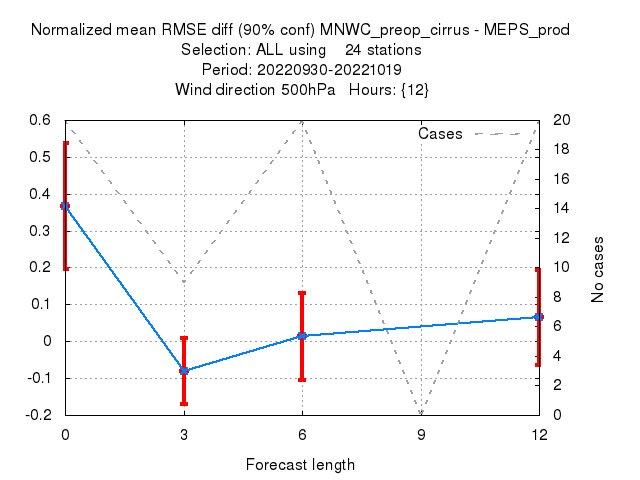 Normalized mean RMSE diff (90% conf) MNWC_preop_cirrus - MEPS_prod
Selection: ALL using    24 stations
Period: 20220930-20221019
Wind direction 500hPa   Hours: {12}
Cases
0.6
0.5
0.4
0.3
0.2
0.1
0
-0.1
-0.2
20
18
16
14
12
10
8
6
4
2
0
No cases
0 3 6 9 12
Forecast length